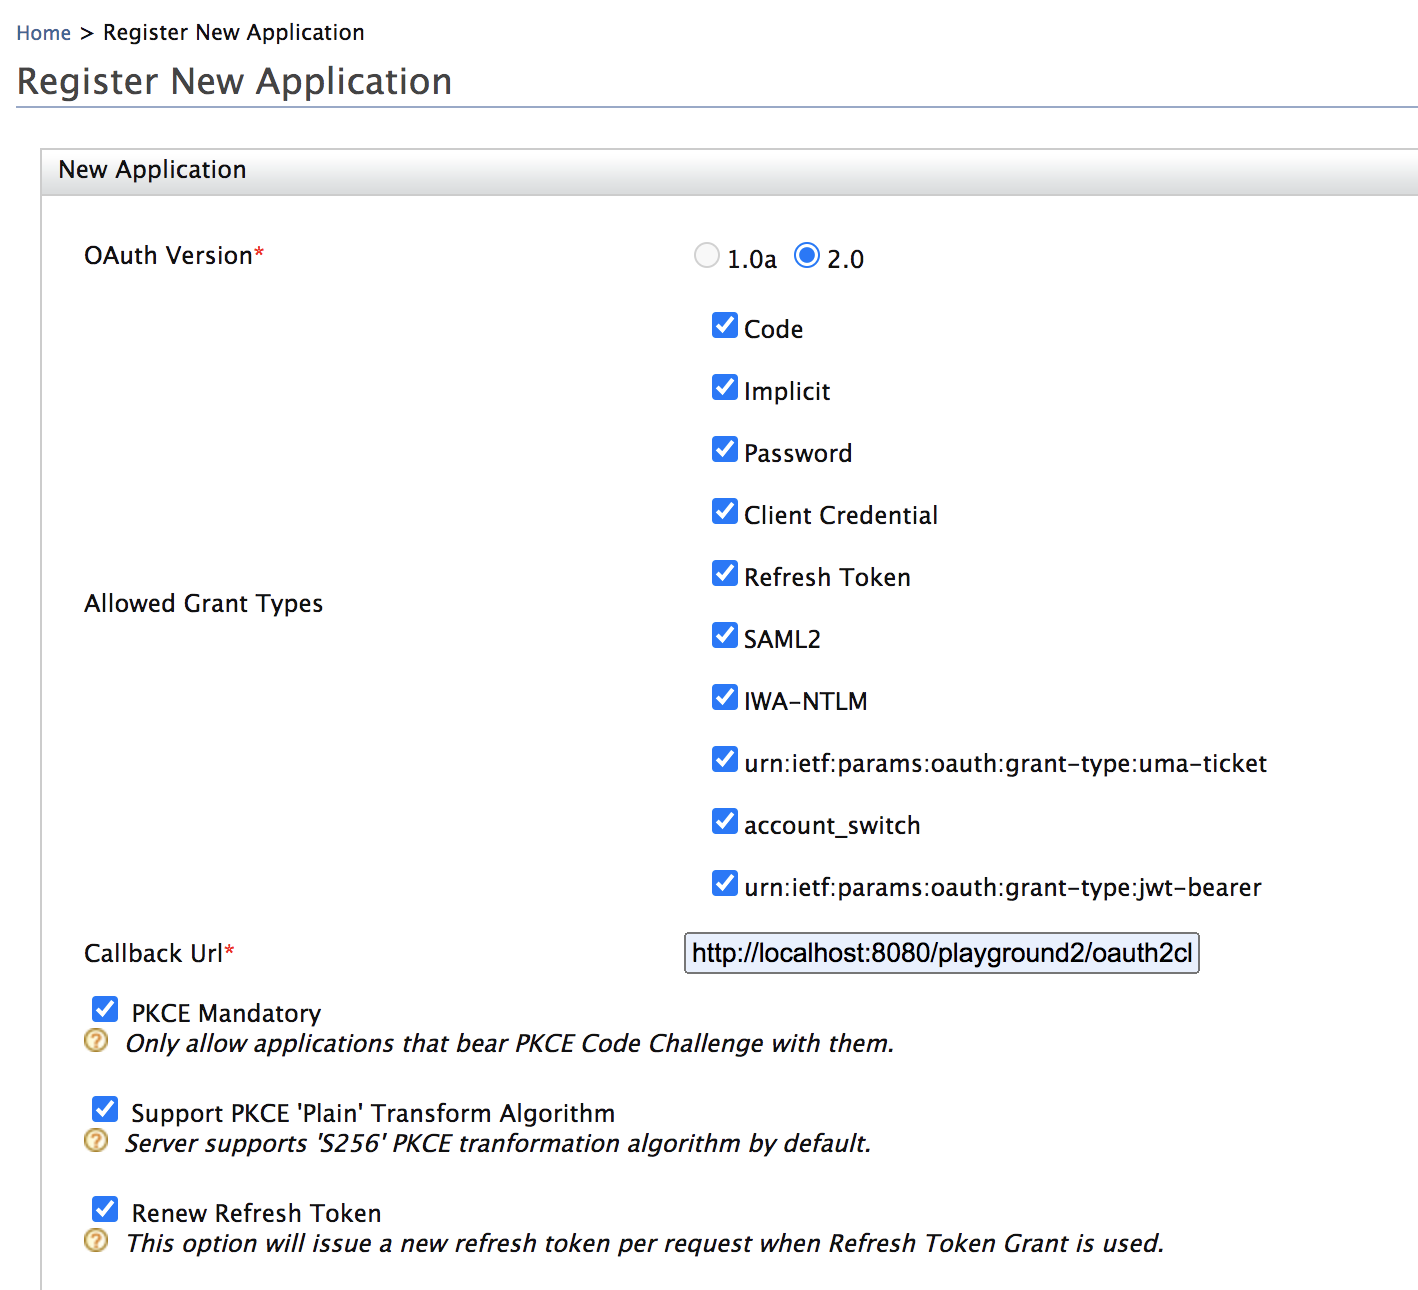 Home > Register New Application
Register New Application
New Application
OAuth Version*
1.0a 2.0
Allowed Grant Types
Code
Implicit
Password
Client Credential
Refresh Token
SAML2
IWA-NTLM
urn:ietf:params:oauth:grant-type:uma-ticket
account_switch
urn:ietf:params:oauth:grant-type:jwt-bearer
Callback Url*
http://localhost:8080/playground2/oauth2cl
PKCE Mandatory
? Only allow applications that bear PKCE Code Challenge with them.
Support PKCE 'Plain' Transform Algorithm
? Server supports 'S256' PKCE tranformation algorithm by default.
Renew Refresh Token
? This option will issue a new refresh token per request when Refresh Token Grant is used.